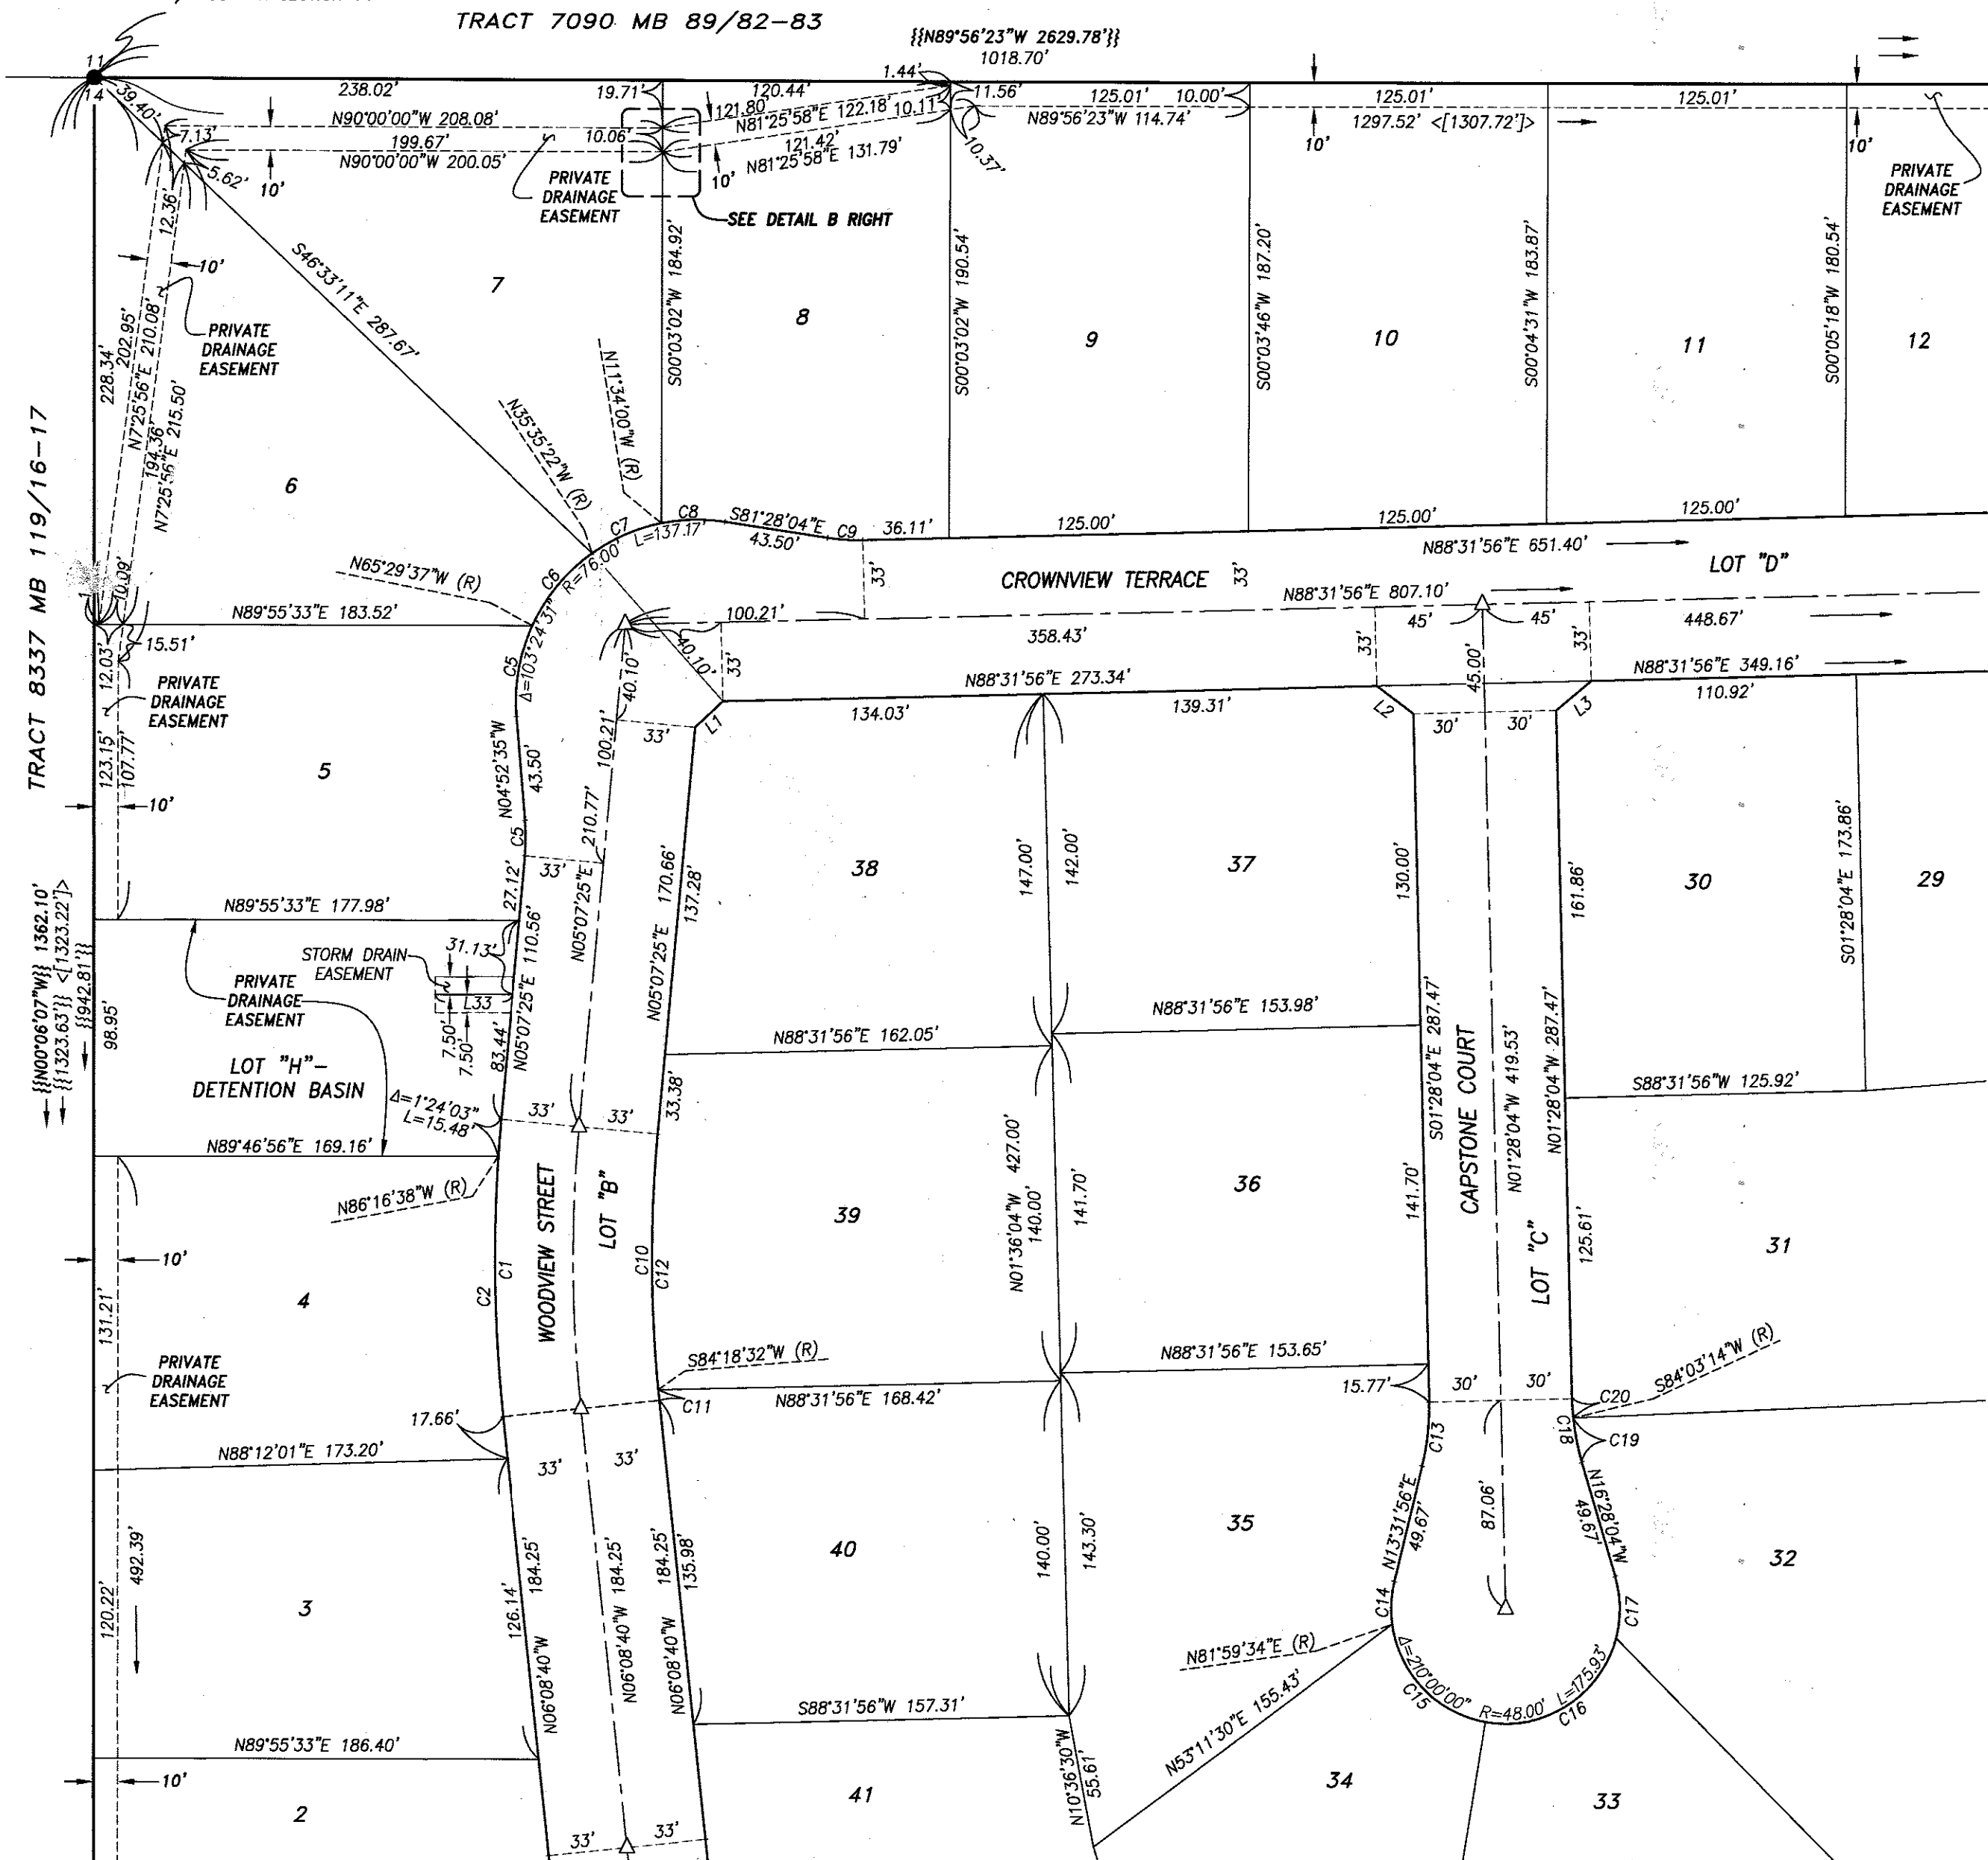 TRACT 7090 MB 89/82-83
{{N89°56'23"W 2629.78'}}
1018.70'
11
14
39.40'
238.02'
19.71'
1.44'
120.44'
11.56'
125.01'
10.00'
125.01'
125.01'
N90°00'00"W 208.08'
7.13'
199.67'
N90°00'00"W 200.05'
5.62'
10'
10.06'
121.80'
N81°25'58"E 122.18'
10.11'
121.42'
N81°25'58"E 131.79'
10'
10.37'
N89°56'23"W 114.74'
1297.52' <[1307.72']>
10'
10'
PRIVATE
DRAINAGE
EASEMENT
PRIVATE
DRAINAGE
EASEMENT
SEE DETAIL B RIGHT
12.36'
10'
S46°33'11"E 287.67'
7
8
9
10
11
12
S00°03'02"W 184.92'
S00°03'02"W 190.54'
S00°03'46"W 187.20'
S00°04'31"W 183.87'
S00°05'18"W 180.54'
PRIVATE
DRAINAGE
EASEMENT
228.34'
202.95'
N7°25'56"E 210.08'
194.36'
N7°25'56"E 215.50'
TRACT 8337 MB 119/16-17
6
N35°35'22"W (R)
N11°34'00"W (R)
N65°29'37"W (R)
C5
C6
C7
C8
R=76.00'
L=137.17'
Δ=103°24'31"
S81°28'04"E
43.50'
C9
36.11'
125.00'
125.00'
125.00'
N88°31'56"E 651.40'
LOT "D"
33'
CROWNVIEW TERRACE
33'
N88°31'56"E 807.10'
1
10.09'
N89°55'33"E 183.52'
100.21'
358.43'
45'
45'
448.67'
12.03'
15.51'
40.10'
40.10'
33'
33'
45.00'
33'
N88°31'56"E 273.34'
N88°31'56"E 349.16'
PRIVATE
DRAINAGE
EASEMENT
134.03'
139.31'
110.92'
L1
L2
L3
33'
30'
30'
123.15'
107.77'
10'
5
N04°52'35"W
43.50'
C5
100.21'
210.77'
N05°07'25"E
33'
27.12'
N05°07'25"E 170.66'
137.28'
38
147.00'
142.00'
37
130.00'
161.86'
30
S01°28'04"E 173.86'
29
{{N00°06'07"W}} 1362.10'
{{1323.63'}} <[1323.22']>
{{942.81'}}
N89°55'33"E 177.98'
STORM DRAIN
EASEMENT
31.13'
L33
7.50'
7.50'
83.44'
N05°07'25"E 110.56'
PRIVATE
DRAINAGE
EASEMENT
LOT "H"-
DETENTION BASIN
98.95'
Δ=1°24'03"
L=15.48'
33'
33'
33.38'
N88°31'56"E 162.05'
N88°31'56"E 153.98'
S01°28'04"E 287.47'
CAPSTONE COURT
N01°28'04"W 419.53'
N01°28'04"W 287.47'
S88°31'56"W 125.92'
N89°46'56"E 169.16'
N86°16'38"W (R)
WOODVIEW STREET
LOT "B"
39
36
31
N01°36'04"W 427.00'
140.00'
141.70'
141.70'
LOT "C"
125.61'
10'
C1
C2
C10
C12
4
131.21'
PRIVATE
DRAINAGE
EASEMENT
S84°18'32"W (R)
N88°31'56"E 168.42'
N88°31'56"E 153.65'
15.77'
30'
30'
S84°03'14"W (R)
C20
C11
17.66'
C13
C18
C19
N88°12'01"E 173.20'
33'
33'
492.39'
120.22'
3
126.14'
184.25'
N06°08'40"W
N06°08'40"W 184.25'
N06°08'40"W
184.25'
135.98'
40
140.00'
143.30'
35
N13°31'56"E
49.67'
87.06'
N16°28'04"W
49.67'
32
C14
C17
N81°59'34"E (R)
Δ=210°00'00"
C15
R=48.00'
L=175.93'
C16
S88°31'56"W 157.31'
N53°11'30"E 155.43'
N89°55'33"E 186.40'
10'
2
33'
33'
41
N10°36'30"W
55.61'
34
33